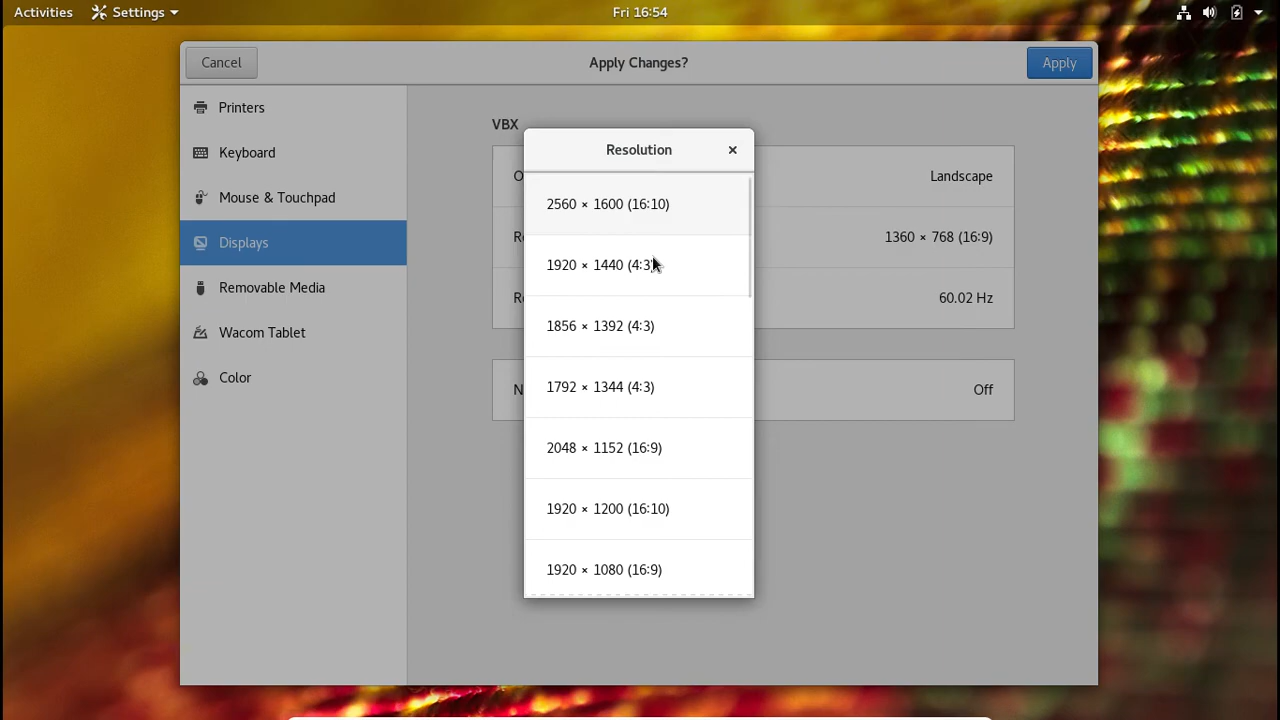 Activities Settings Fri 16:54
Cancel Apply Changes? Apply
Printers
Keyboard
Mouse & Touchpad
Displays
Removable Media
Wacom Tablet
Color
VBX
Landscape
1360 × 768 (16:9)
60.02 Hz
Off
Resolution
2560 × 1600 (16:10)
1920 × 1440 (4:3)
1856 × 1392 (4:3)
1792 × 1344 (4:3)
2048 × 1152 (16:9)
1920 × 1200 (16:10)
1920 × 1080 (16:9)